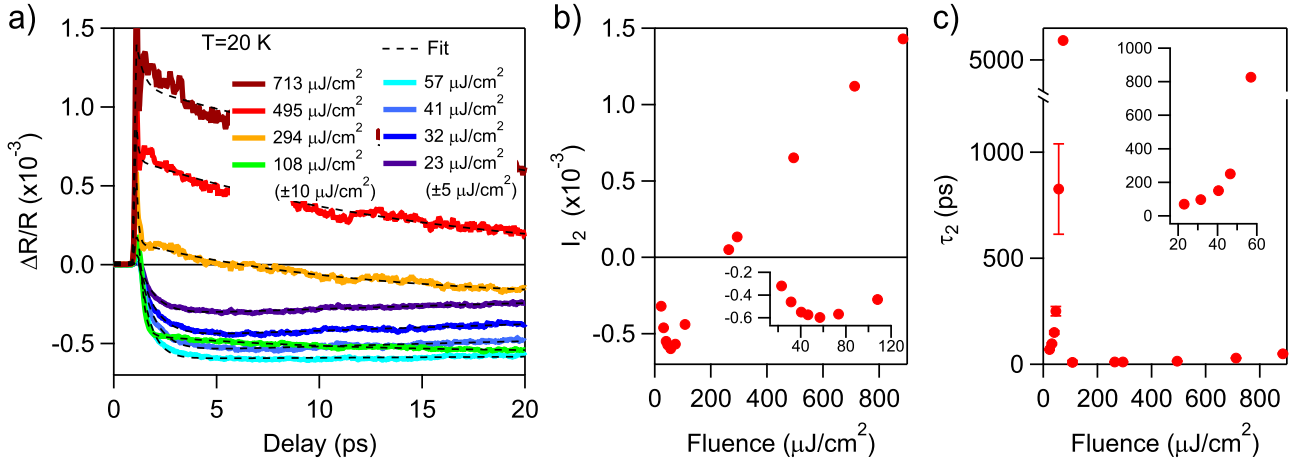 a)
T=20 K
Fit
713 μJ/cm²
495 μJ/cm²
294 μJ/cm²
108 μJ/cm²
(±10 μJ/cm²)
57 μJ/cm²
41 μJ/cm²
32 μJ/cm²
23 μJ/cm²
(±5 μJ/cm²)
ΔR/R (x10⁻³)
1.5
1.0
0.5
0.0
-0.5
0 5 10 15 20
Delay (ps)
b)
I₂ (x10⁻³)
1.5
1.0
0.5
0.0
-0.5
-0.2
-0.4
-0.6
40 80 120
0 200 400 600 800
Fluence (μJ/cm²)
c)
τ₂ (ps)
5000
1000
500
0
1000
800
600
400
200
0
20 40 60
0 200 400 600 800
Fluence (μJ/cm²)